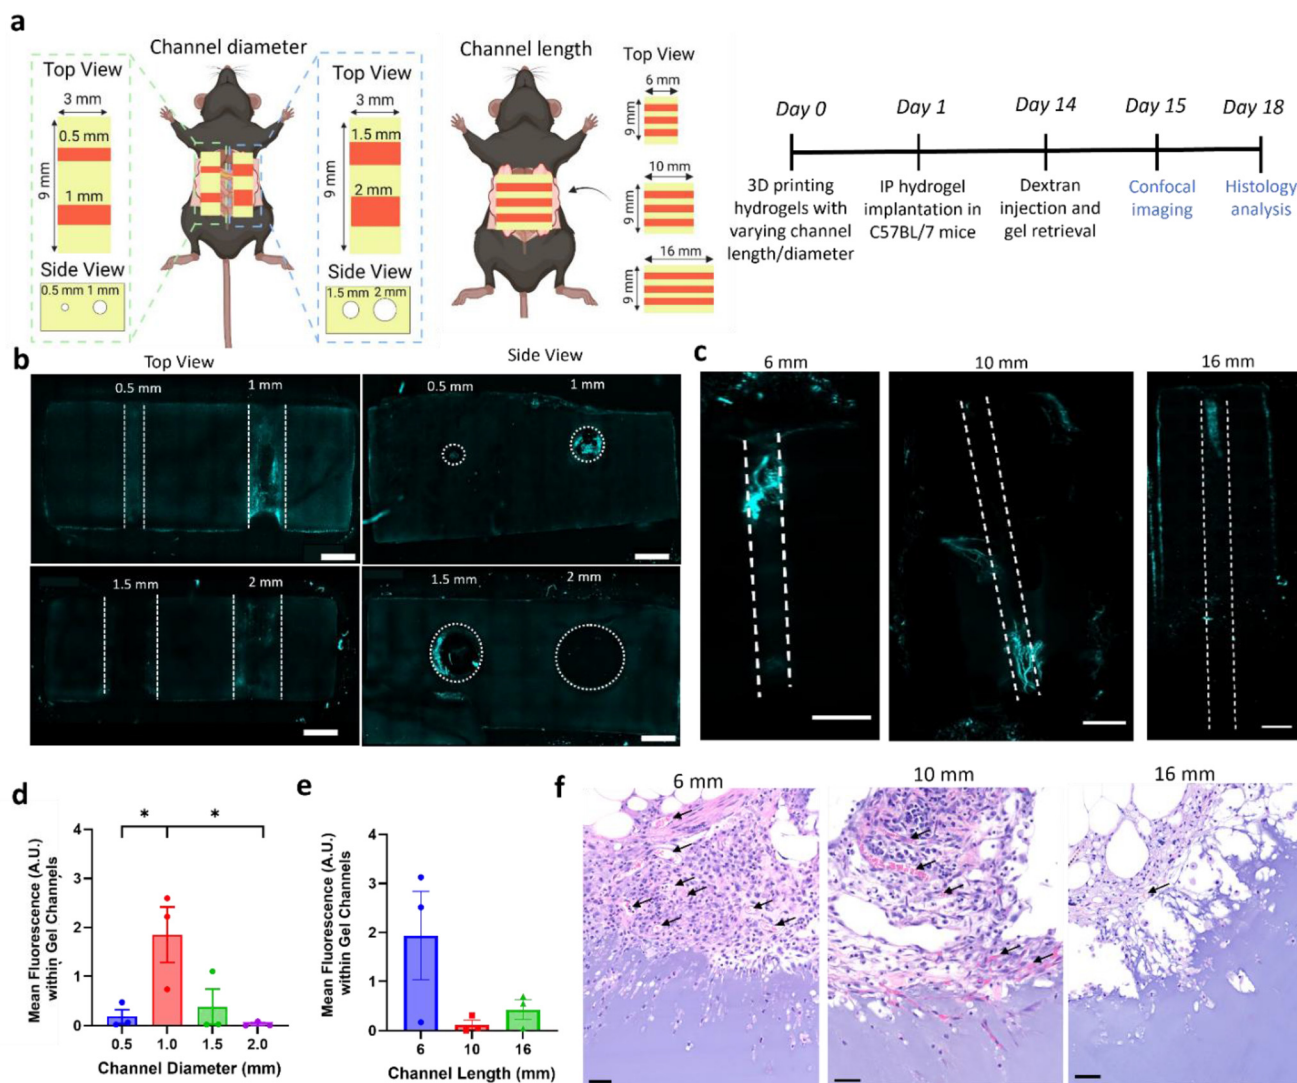 a
Channel diameter
Top View
3 mm
0.5 mm
9 mm
1 mm
Side View
0.5 mm 1 mm
Top View
3 mm
1.5 mm
9 mm
2 mm
Side View
1.5 mm 2 mm
Channel length
Top View
6 mm
9 mm
10 mm
9 mm
16 mm
9 mm
Day 0
Day 1
Day 14
Day 15
Day 18
3D printing
hydrogels with
varying channel
length/diameter
IP hydrogel
implantation in
C57BL/7 mice
Dextran
injection and
gel retrieval
Confocal
imaging
Histology
analysis
b
Top View
Side View
0.5 mm
1 mm
0.5 mm
1 mm
1.5 mm
2 mm
1.5 mm
2 mm
c
6 mm
10 mm
16 mm
d
Mean Fluorescence (A.U.)
within Gel Channels
4
3
2
1
0
* *
0.5 1.0 1.5 2.0
Channel Diameter (mm)
e
Mean Fluorescence (A.U.)
within Gel Channels
4
3
2
1
0
6 10 16
Channel Length (mm)
f
6 mm
10 mm
16 mm